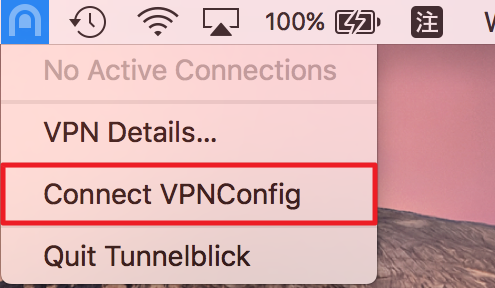 100% 注 W
No Active Connections
VPN Details...
Connect VPNConfig
Quit Tunnelblick